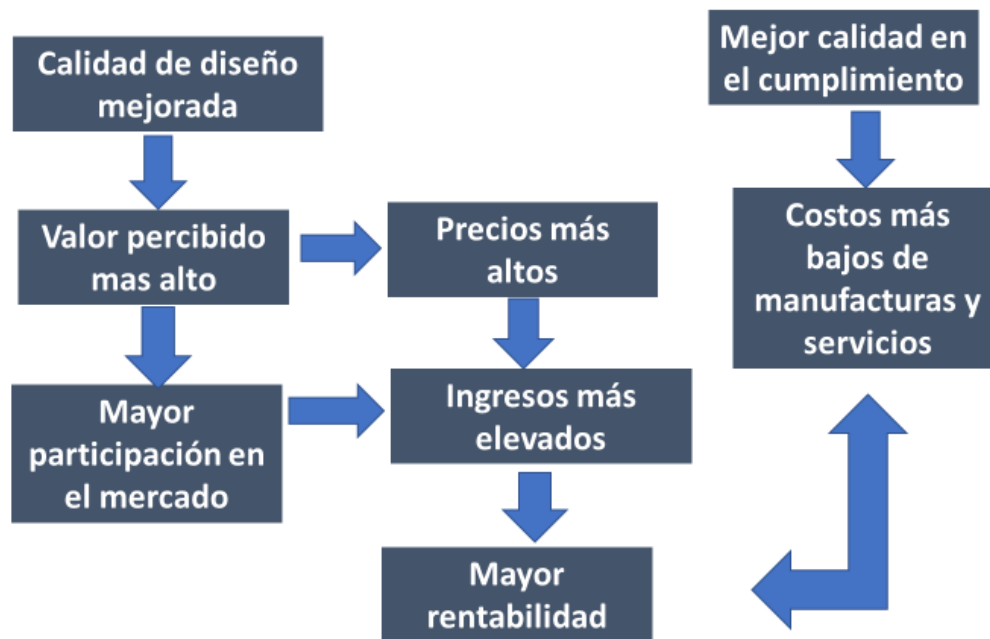 Calidad de diseño
mejorada
Mejor calidad en
el cumplimiento
Valor percibido
mas alto
Precios más
altos
Costos más
bajos de
manufacturas y
servicios
Mayor
participación en
el mercado
Ingresos más
elevados
Mayor
rentabilidad